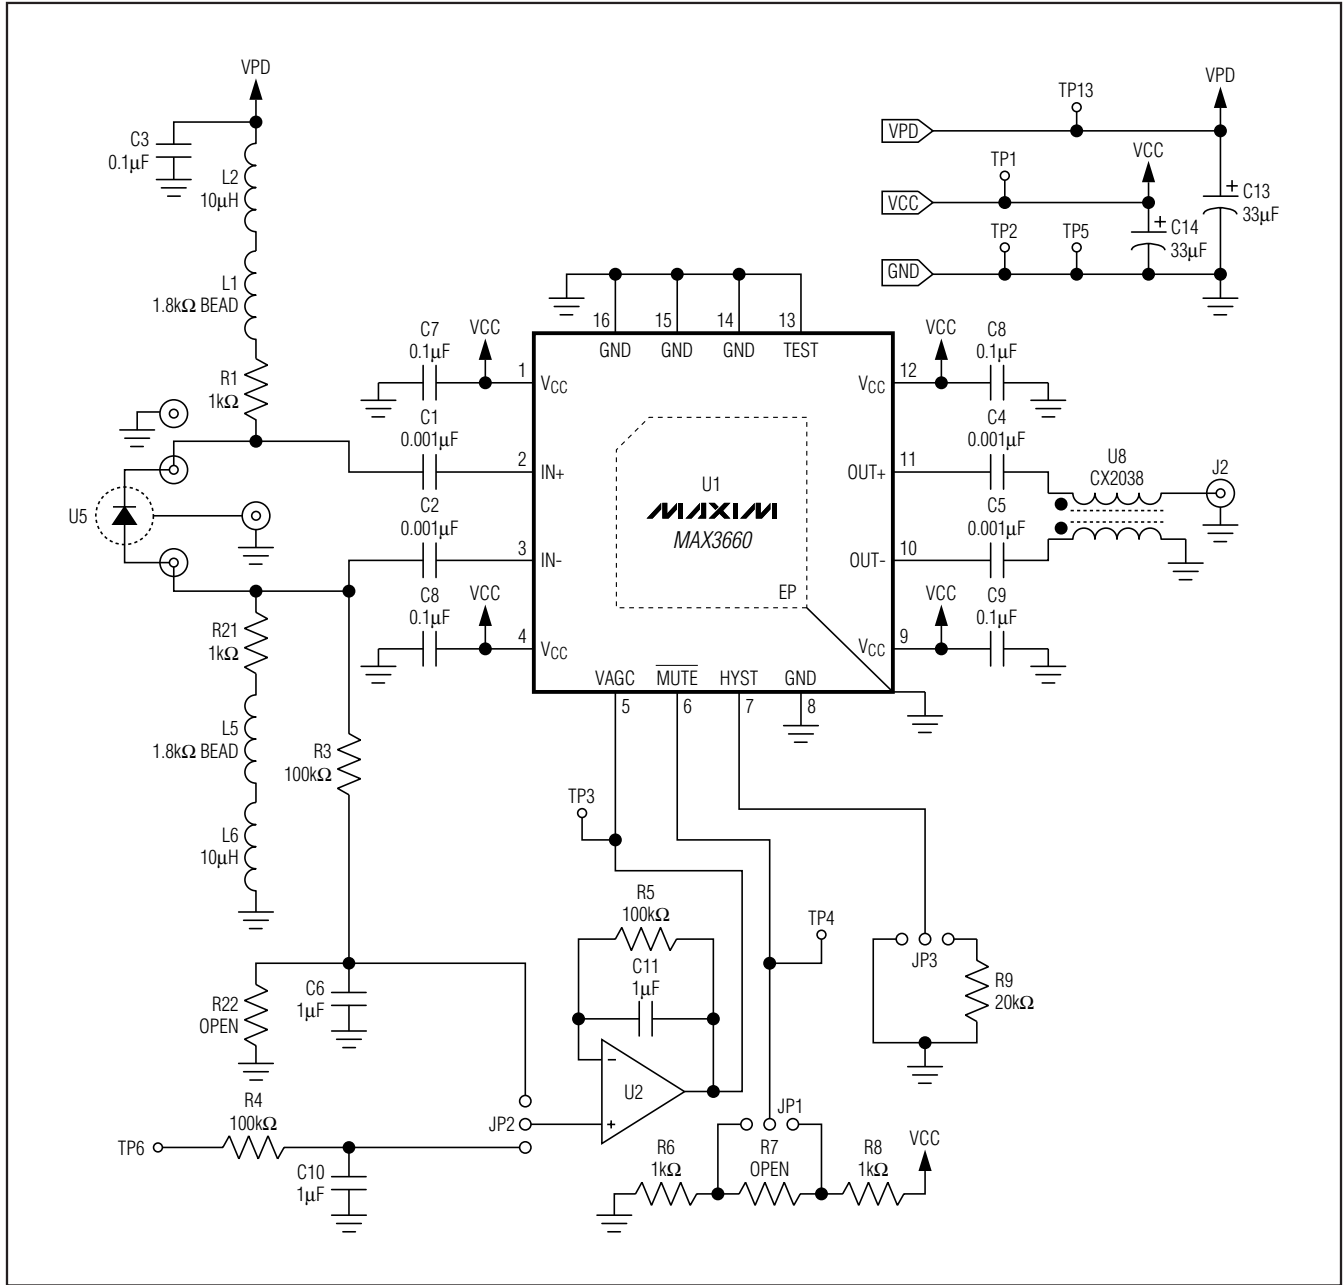 VPD
C3
0.1µF
L2
10µH
L1
1.8kΩ BEAD
R1
1kΩ
U5
R21
1kΩ
L5
1.8kΩ BEAD
L6
10µH
R3
100kΩ
R22
OPEN
C6
1µF
R4
100kΩ
TP6
C10
1µF
JP2
C7
0.1µF
VCC
C1
0.001µF
C2
0.001µF
C8
0.1µF
VCC
16
15
14
13
GND
GND
GND
TEST
1
VCC
2
IN+
3
IN-
4
VCC
U1
MAXIM
MAX3660
EP
12
VCC
11
OUT+
10
OUT-
9
VCC
VAGC
MUTE
HYST
GND
5
6
7
8
VCC
C8
0.1µF
C4
0.001µF
C5
0.001µF
VCC
C9
0.1µF
U8
CX2038
J2
VPD
TP13
VPD
VCC
TP1
VCC
GND
TP2
TP5
+
C14
33µF
+
C13
33µF
TP3
R5
100kΩ
C11
1µF
−
+
U2
TP4
JP1
R6
1kΩ
R7
OPEN
R8
1kΩ
VCC
JP3
R9
20kΩ